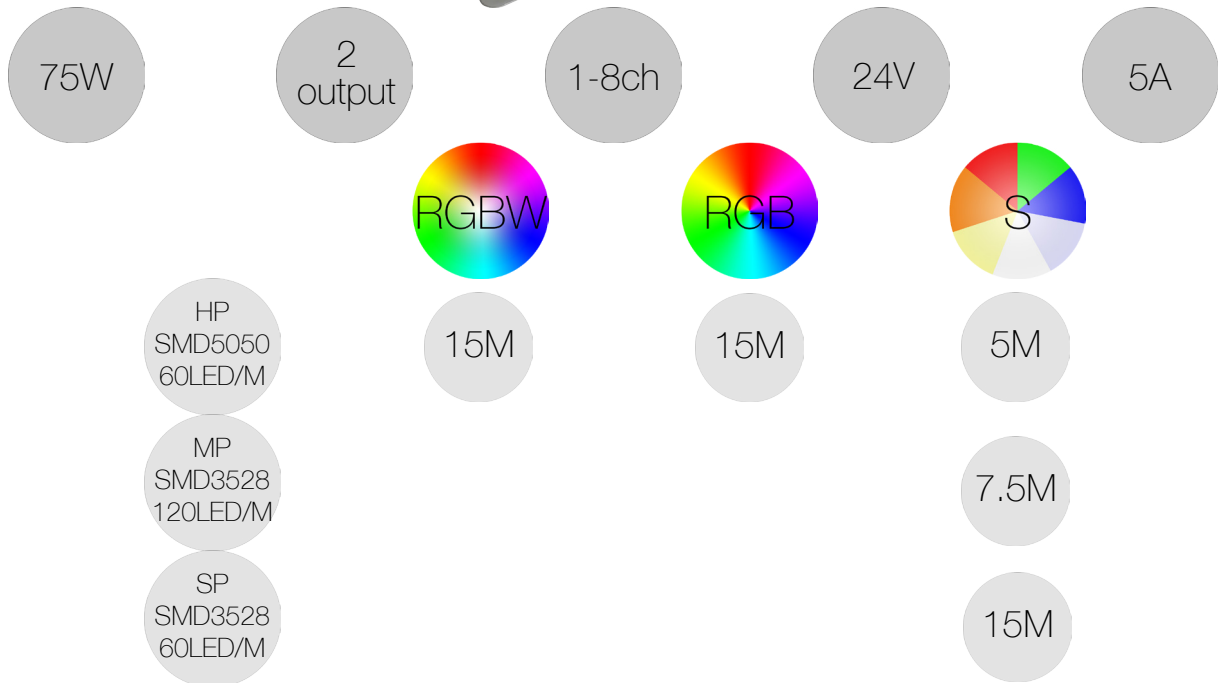 75W
2
output
1-8ch
24V
5A
RGBW
RGB
S
HP
SMD5050
60LED/M
15M
15M
5M
MP
SMD3528
120LED/M
7.5M
SP
SMD3528
60LED/M
15M